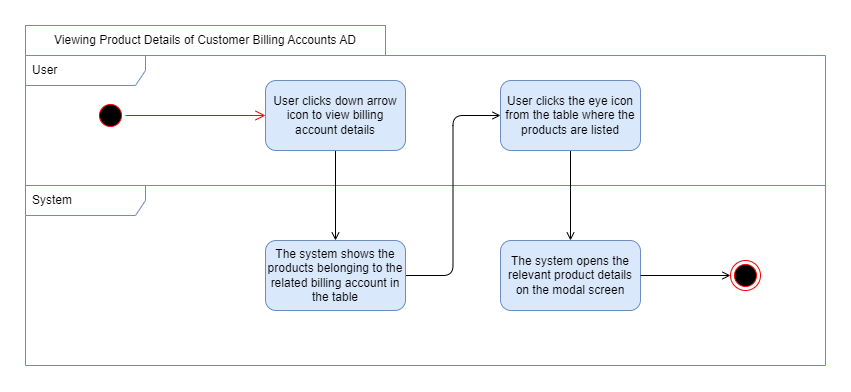 Viewing Product Details of Customer Billing Accounts AD
User
User clicks down arrow
icon to view billing
account details
User clicks the eye icon
from the table where the
products are listed
System
The system shows the
products belonging to the
related billing account in
the table
The system opens the
relevant product details
on the modal screen